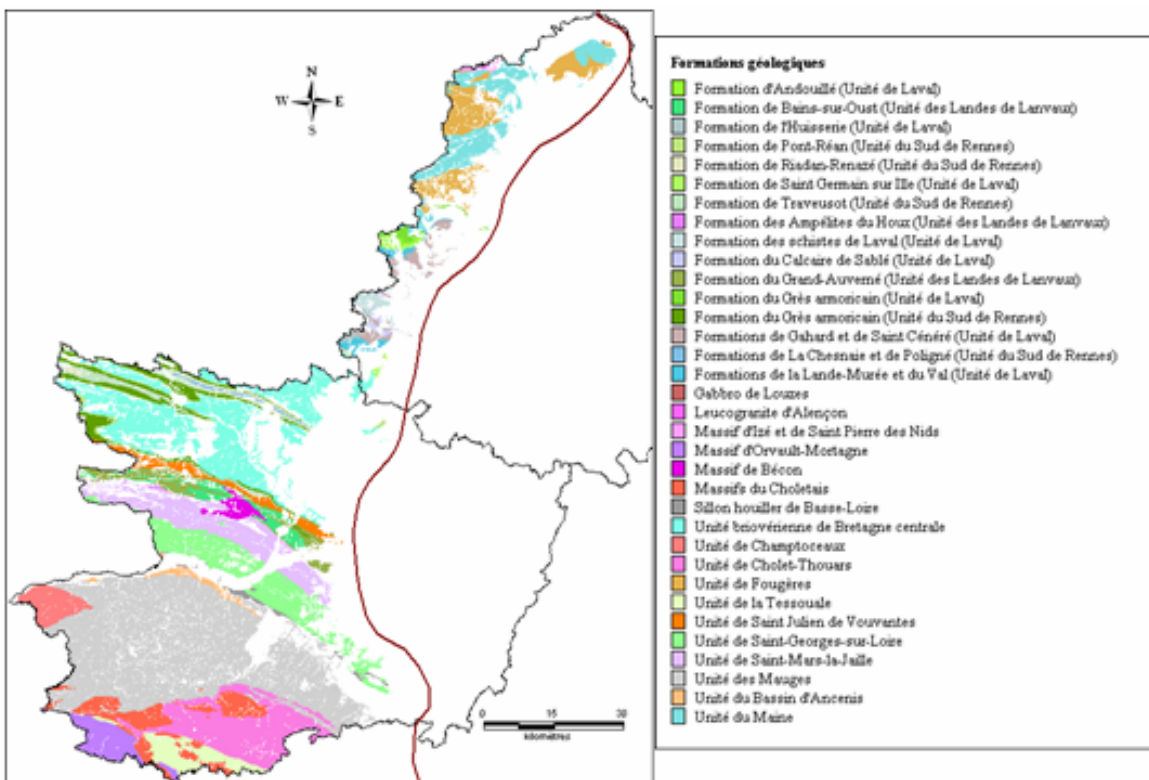 N
W E
S
0 15 30
kilomètres
Formations géologiques
Formation d'Andouillé (Unité de Laval)
Formation de Bains-sur-Oust (Unité des Landes de Lanvaux)
Formation de l'Huisserie (Unité de Laval)
Formation de Pont-Réan (Unité du Sud de Rennes)
Formation de Riadan-Renazé (Unité du Sud de Rennes)
Formation de Saint Germain sur Ille (Unité de Laval)
Formation de Traveusot (Unité du Sud de Rennes)
Formation des Ampélites du Houx (Unité des Landes de Lanvaux)
Formation des schistes de Laval (Unité de Laval)
Formation du Calcaire de Sablé (Unité de Laval)
Formation du Grand-Auverné (Unité des Landes de Lanvaux)
Formation du Grès armoricain (Unité de Laval)
Formation du Grès armoricain (Unité du Sud de Rennes)
Formations de Gahard et de Saint Cénéré (Unité de Laval)
Formations de La Chesnaie et de Poligné (Unité du Sud de Rennes)
Formations de la Lande-Murée et du Val (Unité de Laval)
Gabbro de Louzes
Leucogranite d'Alençon
Massif d'Izé et de Saint Pierre des Nids
Massif d'Orvault-Mortagne
Massif de Bécon
Massifs du Choletais
Sillon houiller de Basse-Loire
Unité briovérienne de Bretagne centrale
Unité de Champtoceaux
Unité de Cholet-Thouars
Unité de Fougères
Unité de la Tessouale
Unité de Saint Julien de Vouvantes
Unité de Saint-Georges-sur-Loire
Unité de Saint-Mars-la-Jaille
Unité des Mauges
Unité du Bassin d'Ancenis
Unité du Maine